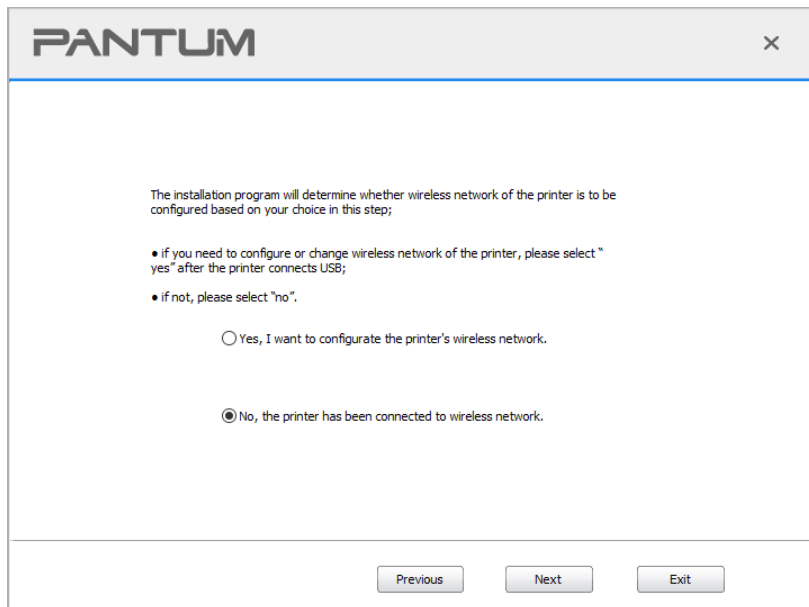 PANTUM
The installation program will determine whether wireless network of the printer is to be
configured based on your choice in this step;
● if you need to configure or change wireless network of the printer, please select “
yes” after the printer connects USB;
● if not, please select “no”.
Yes, I want to configurate the printer's wireless network.
No, the printer has been connected to wireless network.
Previous Next Exit